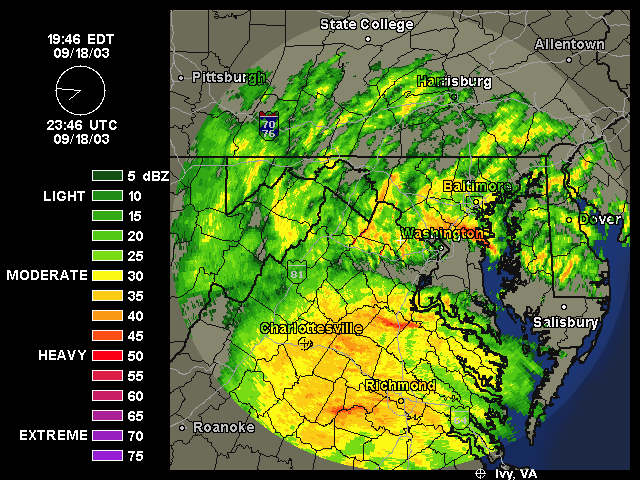 19:46 EDT
09/18/03
23:46 UTC
09/18/03
5 dBZ
LIGHT 10
15
20
25
MODERATE 30
35
40
45
HEAVY 50
55
60
65
EXTREME 70
75
State College
Allentown
Pittsburgh
Harrisburg
70
76
Baltimore
Dover
Washington
81
Salisbury
Charlottesville
Richmond
Roanoke
Ivy, VA